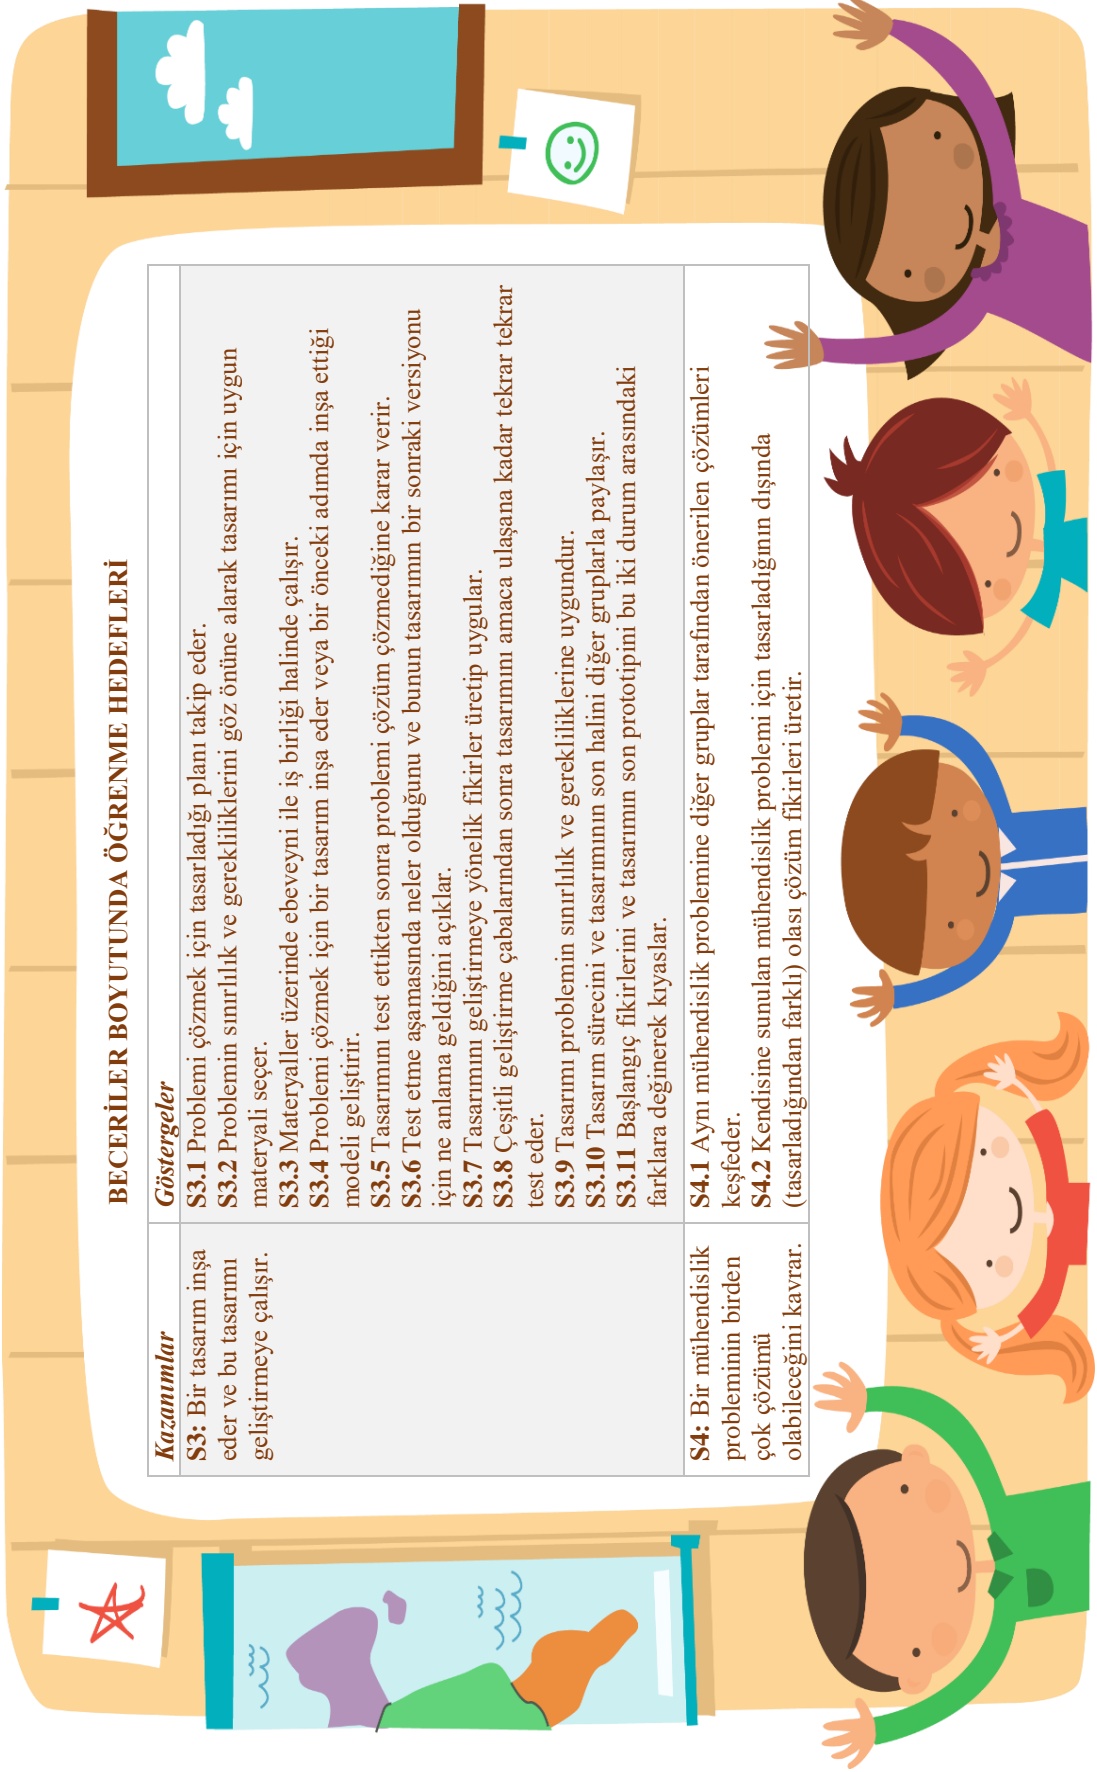 BECERİLER BOYUTUNDA ÖĞRENME HEDEFLERİ
Kazanımlar
Göstergeler
S3: Bir tasarım inşa
eder ve bu tasarımı
geliştirmeye çalışır.
S3.1 Problemi çözmek için tasarladığı planı takip eder.
S3.2 Problemin sınırlılık ve gerekliliklerini göz önüne alarak tasarımı için uygun
materyali seçer.
S3.3 Materyaller üzerinde ebeveyni ile iş birliği halinde çalışır.
S3.4 Problemi çözmek için bir tasarım inşa eder veya bir önceki adımda inşa ettiği
modeli geliştirir.
S3.5 Tasarımını test ettikten sonra problemi çözüm çözmediğine karar verir.
S3.6 Test etme aşamasında neler olduğunu ve bunun tasarımın bir sonraki versiyonu
için ne anlama geldiğini açıklar.
S3.7 Tasarımını geliştirmeye yönelik fikirler üretip uygular.
S3.8 Çeşitli geliştirme çabalarından sonra tasarımını amaca ulaşana kadar tekrar tekrar
test eder.
S3.9 Tasarımı problemin sınırlılık ve gerekliliklerine uygundur.
S3.10 Tasarım sürecini ve tasarımının son halini diğer gruplarla paylaşır.
S3.11 Başlangıç fikirlerini ve tasarımın son prototipini bu iki durum arasındaki
farklara değinerek kıyaslar.
S4: Bir mühendislik
probleminin birden
çok çözümü
olabileceğini kavrar.
S4.1 Aynı mühendislik problemine diğer gruplar tarafından önerilen çözümleri
keşfeder.
S4.2 Kendisine sunulan mühendislik problemi için tasarladığının dışında
(tasarladığından farklı) olası çözüm fikirleri üretir.